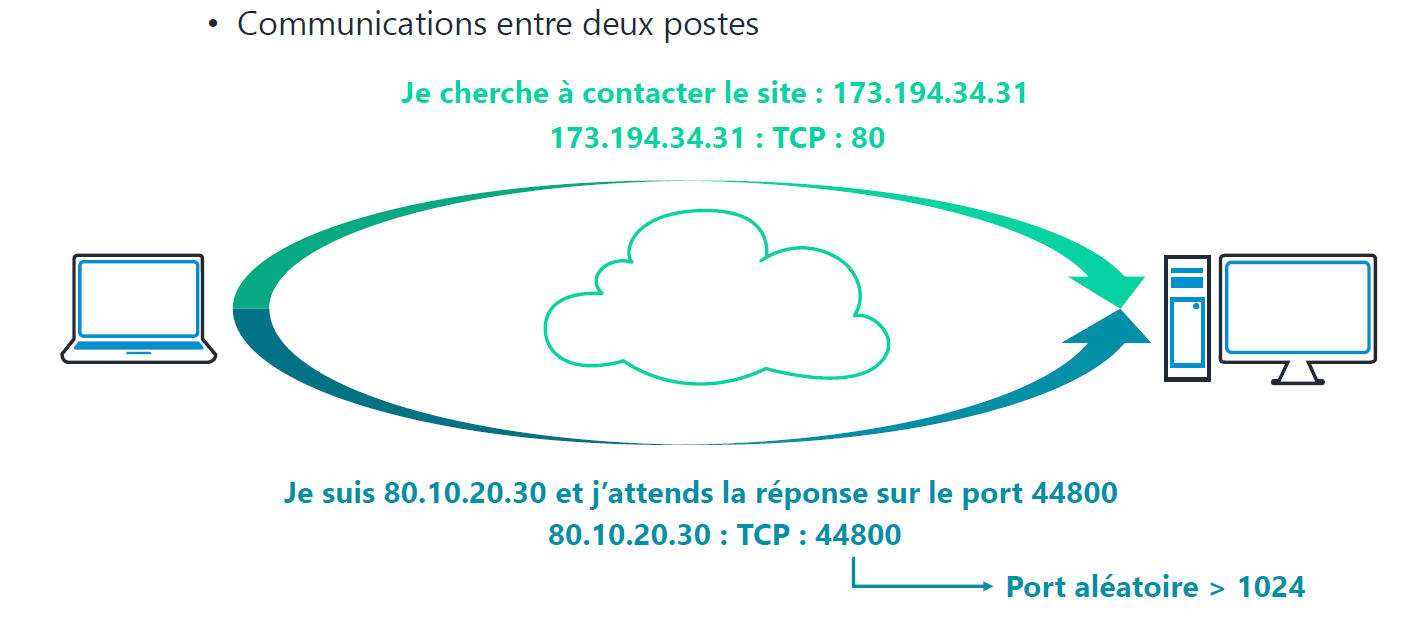 • Communications entre deux postes
Je cherche à contacter le site : 173.194.34.31
173.194.34.31 : TCP : 80
Je suis 80.10.20.30 et j’attends la réponse sur le port 44800
80.10.20.30 : TCP : 44800
Port aléatoire > 1024